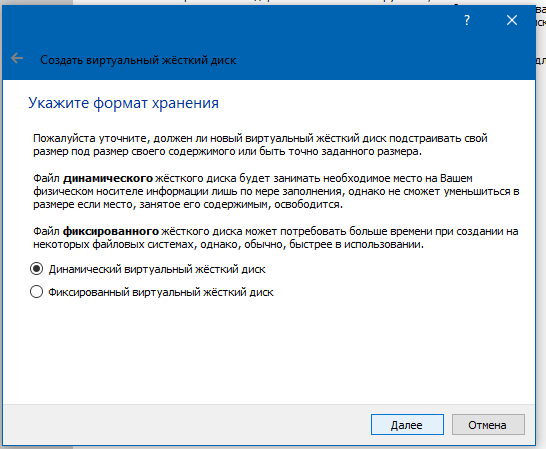 ?
Создать виртуальный жёсткий диск
Укажите формат хранения
Пожалуйста уточните, должен ли новый виртуальный жёсткий диск подстраивать свой
размер под размер своего содержимого или быть точно заданного размера.
Файл динамического жёсткого диска будет занимать необходимое место на Вашем
физическом носителе информации лишь по мере заполнения, однако не сможет уменьшиться в
размере если место, занятое его содержимым, освободится.
Файл фиксированного жёсткого диска может потребовать больше времени при создании на
некоторых файловых системах, однако, обычно, быстрее в использовании.
Динамический виртуальный жёсткий диск
Фиксированный виртуальный жёсткий диск
Далее
Отмена